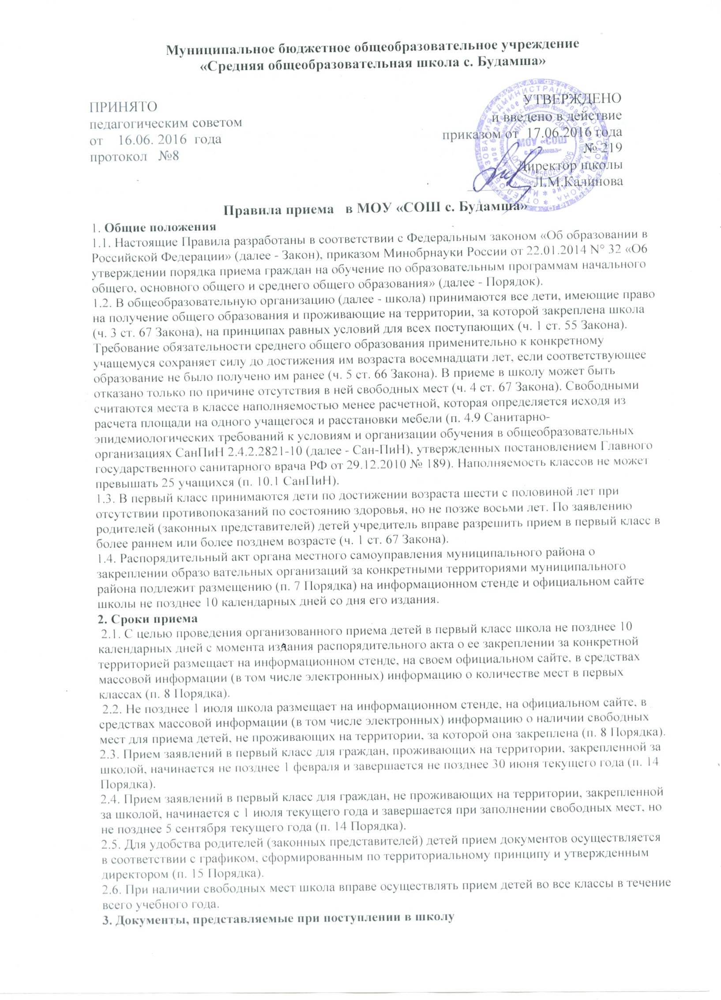 Муниципальное бюджетное общеобразовательное учреждение
«Средняя общеобразовательная школа с. Будамша»
ПРИНЯТО
педагогическим советом
от 16.06. 2016 года
протокол №8
УТВЕРЖДЕНО
и введено в действие
приказом от 17.06.2016 года
№ 219
Директор школы
Л.М.Калинова
МОУ «СОШ
с. Будамша»
Правила приема в МОУ «СОШ с. Будамша»
1. Общие положения
1.1. Настоящие Правила разработаны в соответствии с Федеральным законом «Об образовании в
Российской Федерации» (далее - Закон), приказом Минобрнауки России от 22.01.2014 N° 32 «Об
утверждении порядка приема граждан на обучение по образовательным программам начального
общего, основного общего и среднего общего образования» (далее - Порядок).
1.2. В общеобразовательную организацию (далее - школа) принимаются все дети, имеющие право
на получение общего образования и проживающие на территории, за которой закреплена школа
(ч. 3 ст. 67 Закона), на принципах равных условий для всех поступающих (ч. 1 ст. 55 Закона).
Требование обязательности среднего общего образования применительно к конкретному
учащемуся сохраняет силу до достижения им возраста восемнадцати лет, если соответствующее
образование не было получено им ранее (ч. 5 ст. 66 Закона). В приеме в школу может быть
отказано только по причине отсутствия в ней свободных мест (ч. 4 ст. 67 Закона). Свободными
считаются места в классе наполняемостью менее расчетной, которая определяется исходя из
расчета площади на одного учащегося и расстановки мебели (п. 4.9 Санитарно-
эпидемиологических требований к условиям и организации обучения в общеобразовательных
организациях СанПиН 2.4.2.2821-10 (далее - Сан-ПиН), утвержденных постановлением Главного
государственного санитарного врача РФ от 29.12.2010 № 189). Наполняемость классов не может
превышать 25 учащихся (п. 10.1 СанПиН).
1.3. В первый класс принимаются дети по достижении возраста шести с половиной лет при
отсутствии противопоказаний по состоянию здоровья, но не позже восьми лет. По заявлению
родителей (законных представителей) детей учредитель вправе разрешить прием в первый класс в
более раннем или более позднем возрасте (ч. 1 ст. 67 Закона).
1.4. Распорядительный акт органа местного самоуправления муниципального района о
закреплении образо вательных организаций за конкретными территориями муниципального
района подлежит размещению (п. 7 Порядка) на информационном стенде и официальном сайте
школы не позднее 10 календарных дней со дня его издания.
2. Сроки приема
2.1. С целью проведения организованного приема детей в первый класс школа не позднее 10
календарных дней с момента издания распорядительного акта о ее закреплении за конкретной
территорией размещает на информационном стенде, на своем официальном сайте, в средствах
массовой информации (в том числе электронных) информацию о количестве мест в первых
классах (п. 8 Порядка).
2.2. Не позднее 1 июля школа размещает на информационном стенде, на официальном сайте, в
средствах массовой информации (в том числе электронных) информацию о наличии свободных
мест для приема детей, не проживающих на территории, за которой она закреплена (п. 8 Порядка).
2.3. Прием заявлений в первый класс для граждан, проживающих на территории, закрепленной за
школой, начинается не позднее 1 февраля и завершается не позднее 30 июня текущего года (п. 14
Порядка).
2.4. Прием заявлений в первый класс для граждан, не проживающих на территории, закрепленной
за школой, начинается с 1 июля текущего года и завершается при заполнении свободных мест, но
не позднее 5 сентября текущего года (п. 14 Порядка).
2.5. Для удобства родителей (законных представителей) детей прием документов осуществляется
в соответствии с графиком, сформированным по территориальному принципу и утвержденным
директором (п. 15 Порядка).
2.6. При наличии свободных мест школа вправе осуществлять прием детей во все классы в течение
всего учебного года.
3. Документы, представляемые при поступлении в школу